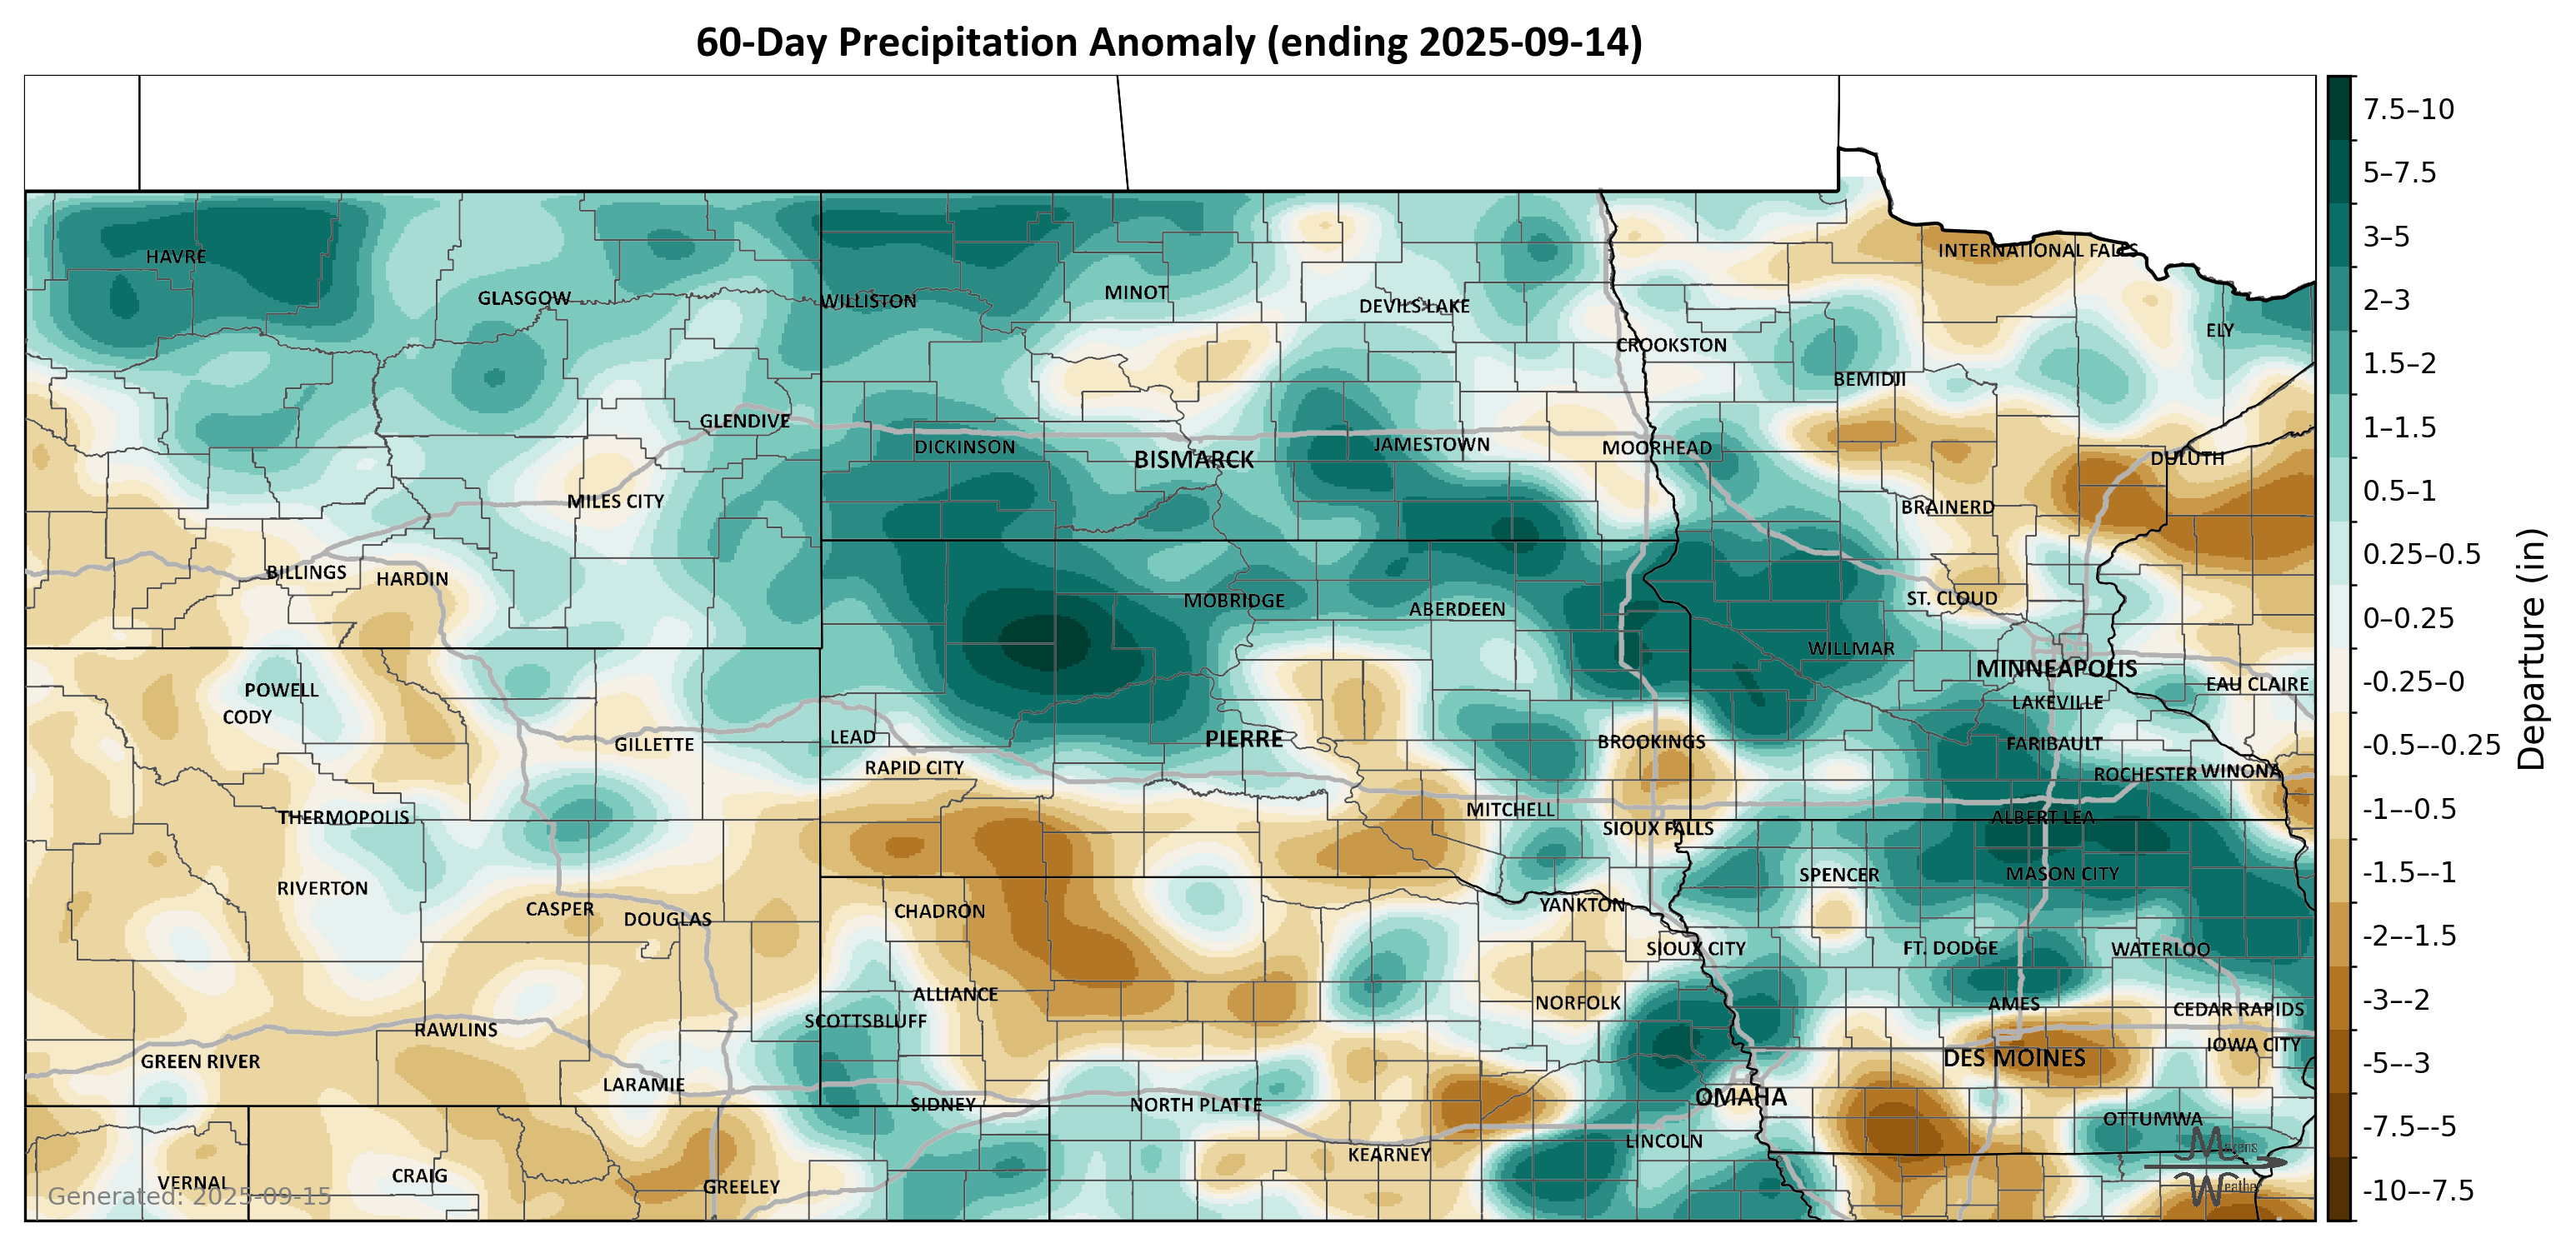 60-Day Precipitation Anomaly (ending 2025-09-14)
HAVRE
GLASGOW
WILLISTON
MINOT
DEVILS LAKE
CROOKSTON
INTERNATIONAL FALLS
ELY
BEMIDJI
GLENDIVE
DICKINSON
BISMARCK
JAMESTOWN
MOORHEAD
DULUTH
MILES CITY
BRAINERD
BILLINGS
HARDIN
MOBRIDGE
ABERDEEN
ST. CLOUD
WILLMAR
MINNEAPOLIS
EAU CLAIRE
POWELL
CODY
LAKEVILLE
GILLETTE
LEAD
PIERRE
BROOKINGS
FARIBAULT
RAPID CITY
ROCHESTER
WINONA
THERMOPOLIS
MITCHELL
SIOUX FALLS
ALBERT LEA
RIVERTON
SPENCER
MASON CITY
CASPER
DOUGLAS
CHADRON
YANKTON
SIOUX CITY
FT. DODGE
WATERLOO
ALLIANCE
NORFOLK
AMES
CEDAR RAPIDS
SCOTTSBLUFF
RAWLINS
IOWA CITY
GREEN RIVER
DES MOINES
LARAMIE
SIDNEY
NORTH PLATTE
OMAHA
OTTUMWA
LINCOLN
KEARNEY
VERNAL
CRAIG
GREELEY
Generated: 2025-09-15
Mavens
Weather
7.5–10
5–7.5
3–5
2–3
1.5–2
1–1.5
0.5–1
0.25–0.5
0–0.25
-0.25–0
-0.5–-0.25
-1–-0.5
-1.5–-1
-2–-1.5
-3–-2
-5–-3
-7.5–-5
-10–-7.5
Departure (in)